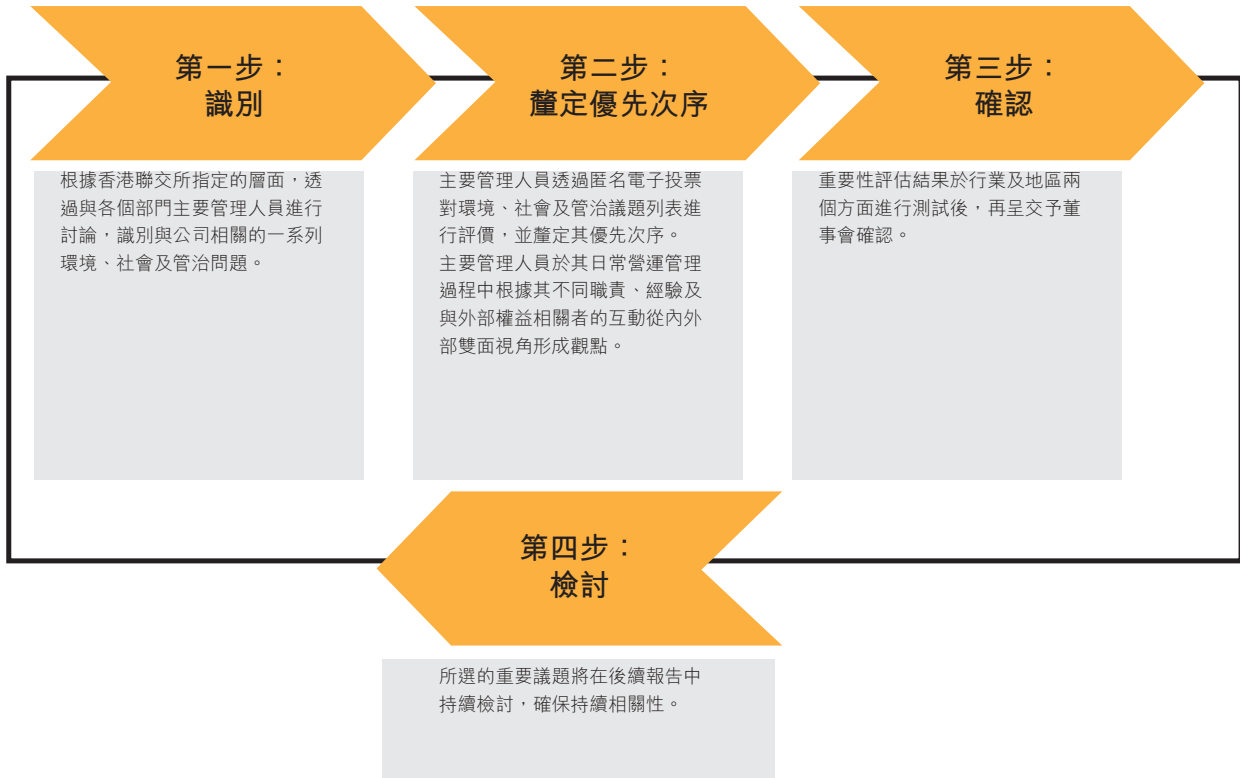 第一步：
識別
根據香港聯交所指定的層面，透
過與各個部門主要管理人員進行
討論，識別與公司相關的一系列
環境、社會及管治問題。
第二步：
釐定優先次序
主要管理人員透過匿名電子投票
對環境、社會及管治議題列表進
行評價，並釐定其優先次序。
主要管理人員於其日常營運管理
過程中根據其不同職責、經驗及
與外部權益相關者的互動從內外
部雙面視角形成觀點。
第三步：
確認
重要性評估結果於行業及地區兩
個方面進行測試後，再呈交予董
事會確認。
第四步：
檢討
所選的重要議題將在後續報告中
持續檢討，確保持續相關性。